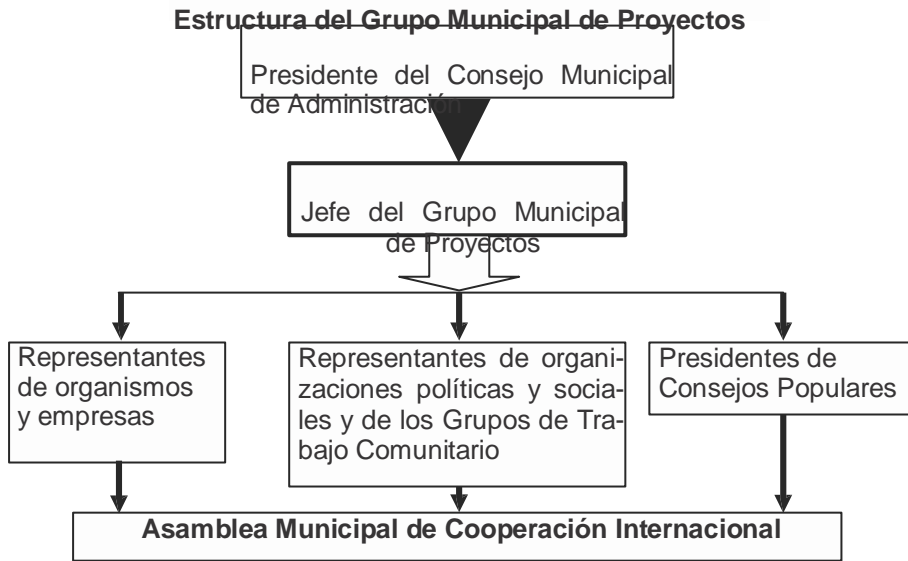 Estructura del Grupo Municipal de Proyectos
Presidente del Consejo Municipal
de Administración
Jefe del Grupo Municipal
de Proyectos
Representantes
de organismos
y empresas
Representantes de organi-
zaciones políticas y socia-
les y de los Grupos de Tra-
bajo Comunitario
Presidentes de
Consejos Populares
Asamblea Municipal de Cooperación Internacional